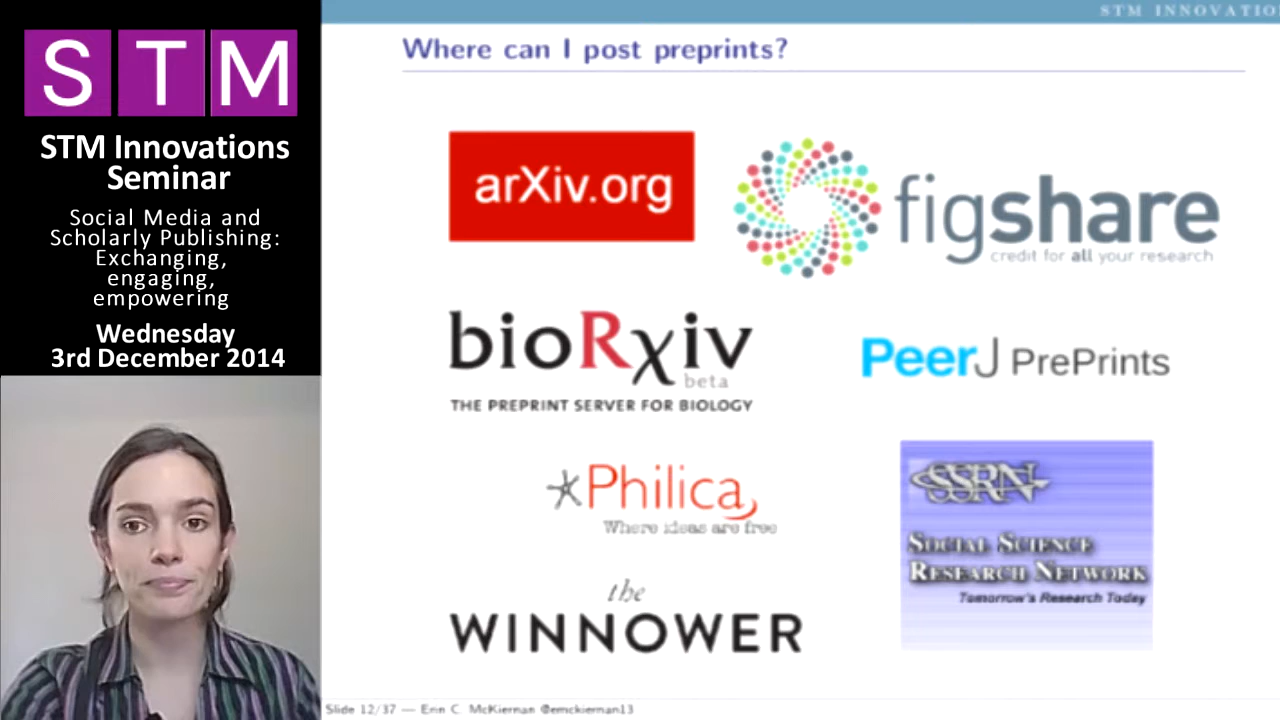 STM
STM Innovations
Seminar
Social Media and
Scholarly Publishing:
Exchanging,
engaging,
empowering
Wednesday
3rd December 2014
STM INNOVATIO
Where can I post preprints?
arXiv.org
figshare
credit for all your research
bioRχiv
beta
THE PREPRINT SERVER FOR BIOLOGY
PeerJ PrePrints
Philica
Where ideas are free
SSRN
SOCIAL SCIENCE
RESEARCH NETWORK
Tomorrow's Research Today
the
WINNOWER
Slide 12/37 — Erin C. McKiernan @emckiernan13